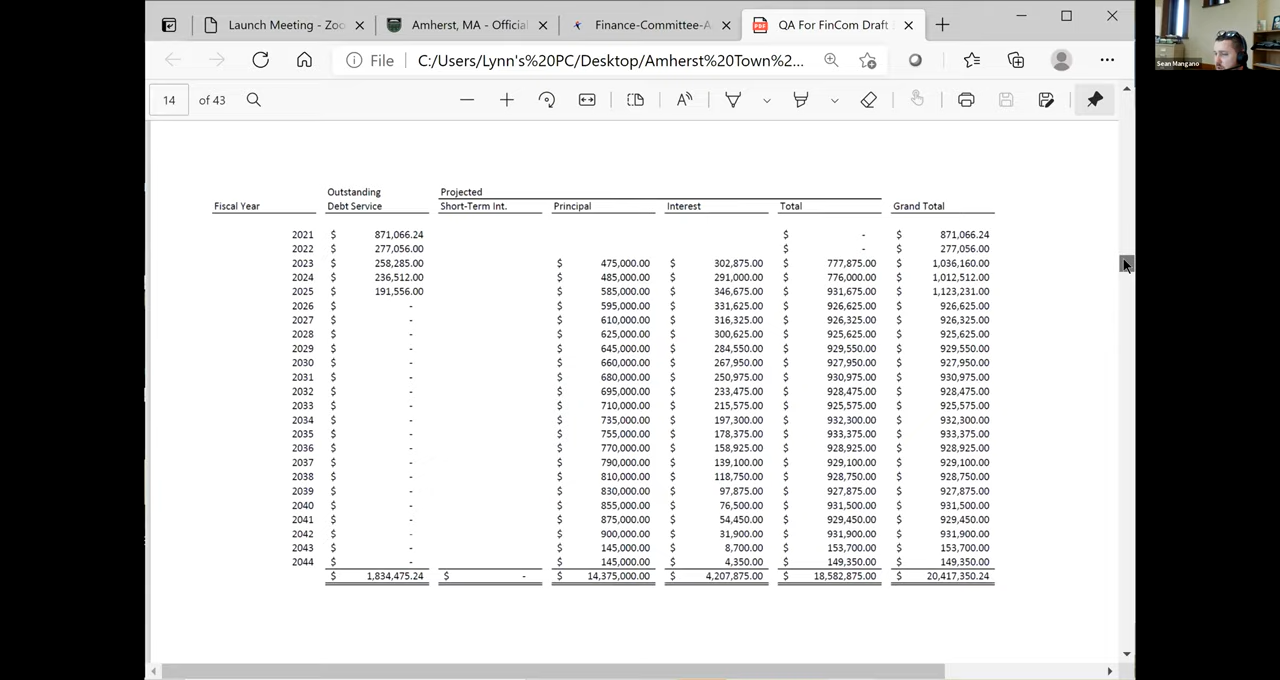 Launch Meeting - Zoo
Amherst, MA - Official
Finance-Committee-A
QA For FinCom Draft
Sean Mangano
File C:/Users/Lynn's%20PC/Desktop/Amherst%20Town%2...
14 of 43
Outstanding Projected
Fiscal Year Debt Service Short-Term Int. Principal Interest Total Grand Total
2021 $ 871,066.24 $ - $ 871,066.24
2022 $ 277,056.00 $ - $ 277,056.00
2023 $ 258,285.00 $ 475,000.00 $ 302,875.00 $ 777,875.00 $ 1,036,160.00
2024 $ 236,512.00 $ 485,000.00 $ 291,000.00 $ 776,000.00 $ 1,012,512.00
2025 $ 191,556.00 $ 585,000.00 $ 346,675.00 $ 931,675.00 $ 1,123,231.00
2026 $ - $ 595,000.00 $ 331,625.00 $ 926,625.00 $ 926,625.00
2027 $ - $ 610,000.00 $ 316,325.00 $ 926,325.00 $ 926,325.00
2028 $ - $ 625,000.00 $ 300,625.00 $ 925,625.00 $ 925,625.00
2029 $ - $ 645,000.00 $ 284,550.00 $ 929,550.00 $ 929,550.00
2030 $ - $ 660,000.00 $ 267,950.00 $ 927,950.00 $ 927,950.00
2031 $ - $ 680,000.00 $ 250,975.00 $ 930,975.00 $ 930,975.00
2032 $ - $ 695,000.00 $ 233,475.00 $ 928,475.00 $ 928,475.00
2033 $ - $ 710,000.00 $ 215,575.00 $ 925,575.00 $ 925,575.00
2034 $ - $ 735,000.00 $ 197,300.00 $ 932,300.00 $ 932,300.00
2035 $ - $ 755,000.00 $ 178,375.00 $ 933,375.00 $ 933,375.00
2036 $ - $ 770,000.00 $ 158,925.00 $ 928,925.00 $ 928,925.00
2037 $ - $ 790,000.00 $ 139,100.00 $ 929,100.00 $ 929,100.00
2038 $ - $ 810,000.00 $ 118,750.00 $ 928,750.00 $ 928,750.00
2039 $ - $ 830,000.00 $ 97,875.00 $ 927,875.00 $ 927,875.00
2040 $ - $ 855,000.00 $ 76,500.00 $ 931,500.00 $ 931,500.00
2041 $ - $ 875,000.00 $ 54,450.00 $ 929,450.00 $ 929,450.00
2042 $ - $ 900,000.00 $ 31,900.00 $ 931,900.00 $ 931,900.00
2043 $ - $ 145,000.00 $ 8,700.00 $ 153,700.00 $ 153,700.00
2044 $ - $ 145,000.00 $ 4,350.00 $ 149,350.00 $ 149,350.00
$ 1,834,475.24 $ - $ 14,375,000.00 $ 4,207,875.00 $ 18,582,875.00 $ 20,417,350.24